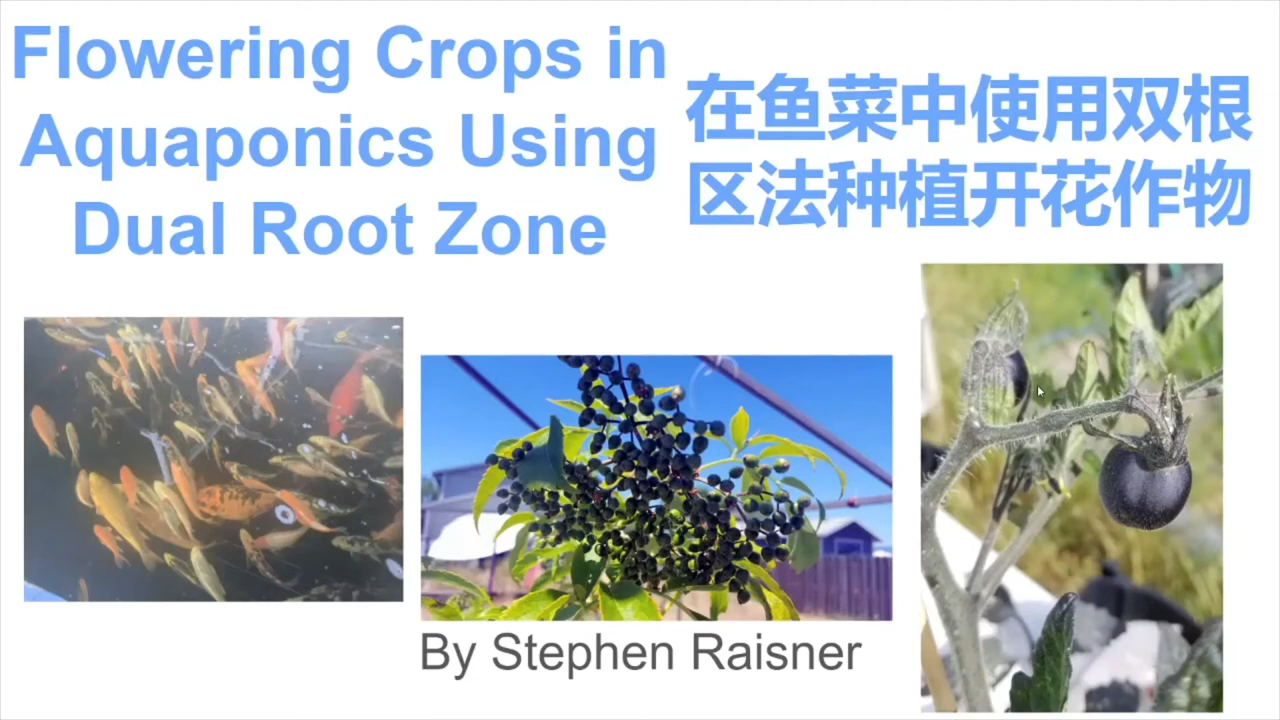 Flowering Crops in
Aquaponics Using
Dual Root Zone
在鱼菜中使用双根
区法种植开花作物
By Stephen Raisner